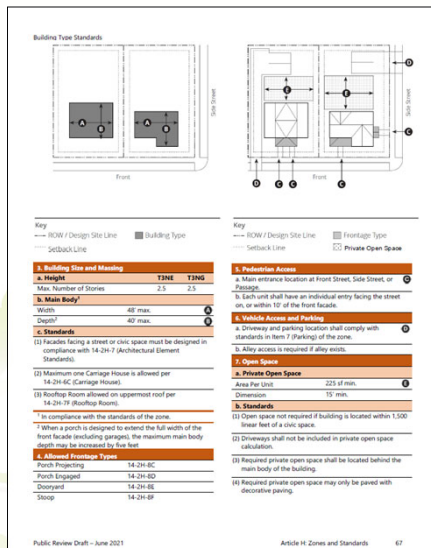 Building Type Standards
A
B
A
B
Side Street
Front
E
E
D
C
D
C
C
C
Side Street
Front
Key
ROW / Design Site Line
Building Type
Setback Line
3. Building Size and Massing
a. Height T3NE T3NG
Max. Number of Stories 2.5 2.5
b. Main Body¹
Width 48' max. A
Depth² 40' max. B
c. Standards
(1) Facades facing a street or civic space must be designed in
compliance with 14-2H-7 (Architectural Element
Standards).
(2) Maximum one Carriage House is allowed per
14-2H-6C (Carriage House).
(3) Rooftop Room allowed on uppermost roof per
14-2H-7F (Rooftop Room).
¹ In compliance with the standards of the zone.
² When a porch is designed to extend the full width of the
front facade (excluding garages), the maximum main body
depth may be increased by five feet
4. Allowed Frontage Types
Porch Projecting 14-2H-8C
Porch Engaged 14-2H-8D
Dooryard 14-2H-8E
Stoop 14-2H-8F
Key
ROW / Design Site Line
Frontage Type
Setback Line
Private Open Space
5. Pedestrian Access
a. Main entrance location at Front Street, Side Street, or C
Passage.
b. Each unit shall have an individual entry facing the street
on, or within 10' of the front facade.
6. Vehicle Access and Parking
a. Driveway and parking location shall comply with D
standards in Item 7 (Parking) of the zone.
b. Alley access is required if alley exists.
7. Open Space
a. Private Open Space
Area Per Unit 225 sf min. E
Dimension 15' min.
b. Standards
(1) Open space not required if building is located within 1,500
linear feet of a civic space.
(2) Driveways shall not be included in private open space
calculation.
(3) Required private open space shall be located behind the
main body of the building.
(4) Required private open space may only be paved with
decorative paving.
Public Review Draft – June 2021
Article H: Zones and Standards 67